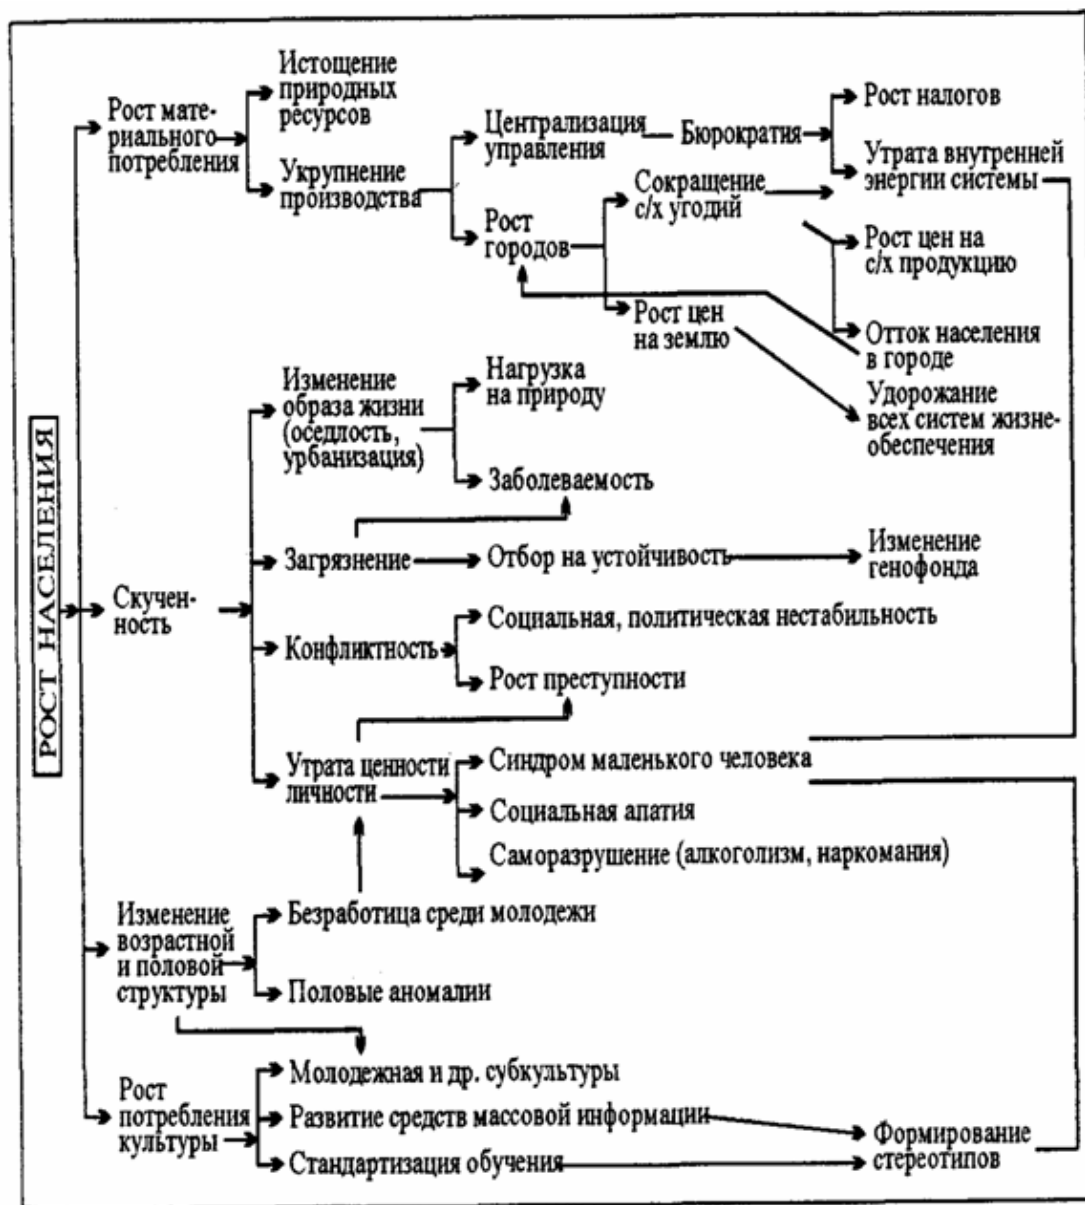 РОСТ НАСЕЛЕНИЯ
Рост мате-
риального
потребления
Истощение
природных
ресурсов
Укрупнение
производства
Централизация
управления
Бюрократия
Рост налогов
Утрата внутренней
энергии системы
Рост
городов
Сокращение
с/х угодий
Рост цен на
с/х продукцию
Рост цен
на землю
Отток населения
в городе
Удорожание
всех систем жизне-
обеспечения
Скучен-
ность
Изменение
образа жизни
(оседлость,
урбанизация)
Нагрузка
на природу
Заболеваемость
Загрязнение
Отбор на устойчивость
Изменение
генофонда
Конфликтность
Социальная, политическая нестабильность
Рост преступности
Утрата ценности
личности
Синдром маленького человека
Социальная апатия
Саморазрушение (алкоголизм, наркомания)
Изменение
возрастной
и половой
структуры
Безработица среди молодежи
Половые аномалии
Рост
потребления
культуры
Молодежная и др. субкультуры
Развитие средств массовой информации
Стандартизация обучения
Формирование
стереотипов